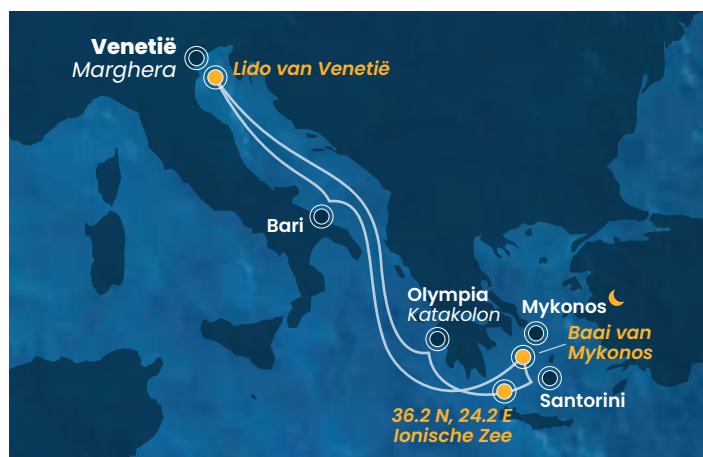 Venetië
Marghera
Lido van Venetië
Bari
Olympia
Katakolon
Mykonos
Baai van
Mykonos
Santorini
36.2 N, 24.2 E
Ionische Zee